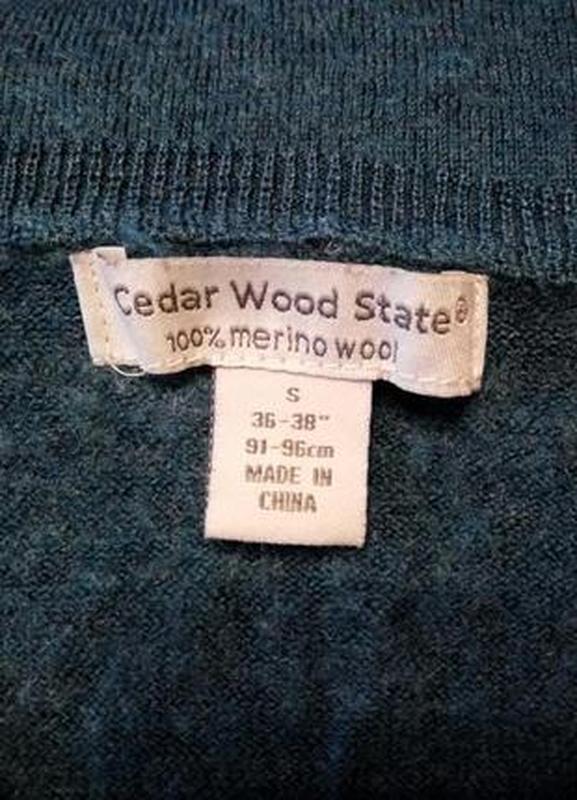 Cedar Wood State®
100% merino wool
S
36-38"
91-96cm
MADE IN
CHINA